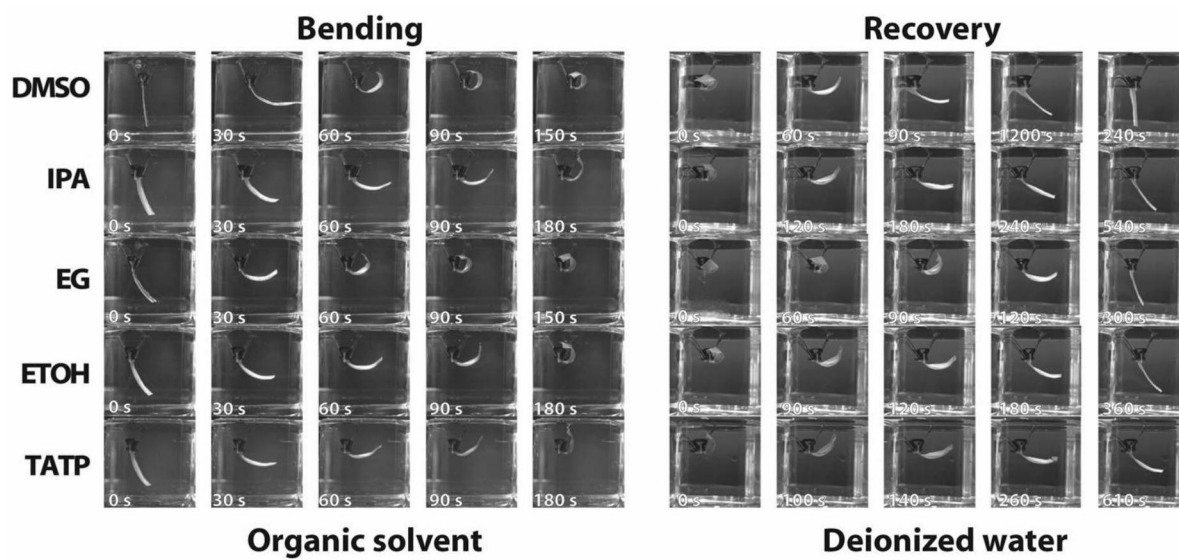 Bending Recovery
DMSO 0 s 30 s 60 s 90 s 150 s 0 s 60 s 90 s 1200 s 240 s
IPA 0 s 30 s 60 s 90 s 180 s 0 s 120 s 180 s 240 s 540 s
EG 0 s 30 s 60 s 90 s 150 s 0 s 60 s 90 s 120 s 300 s
ETOH 0 s 30 s 60 s 90 s 180 s 0 s 90 s 120 s 180 s 360 s
TATP 0 s 30 s 60 s 90 s 180 s 0 s 100 s 140 s 260 s 610 s
Organic solvent Deionized water